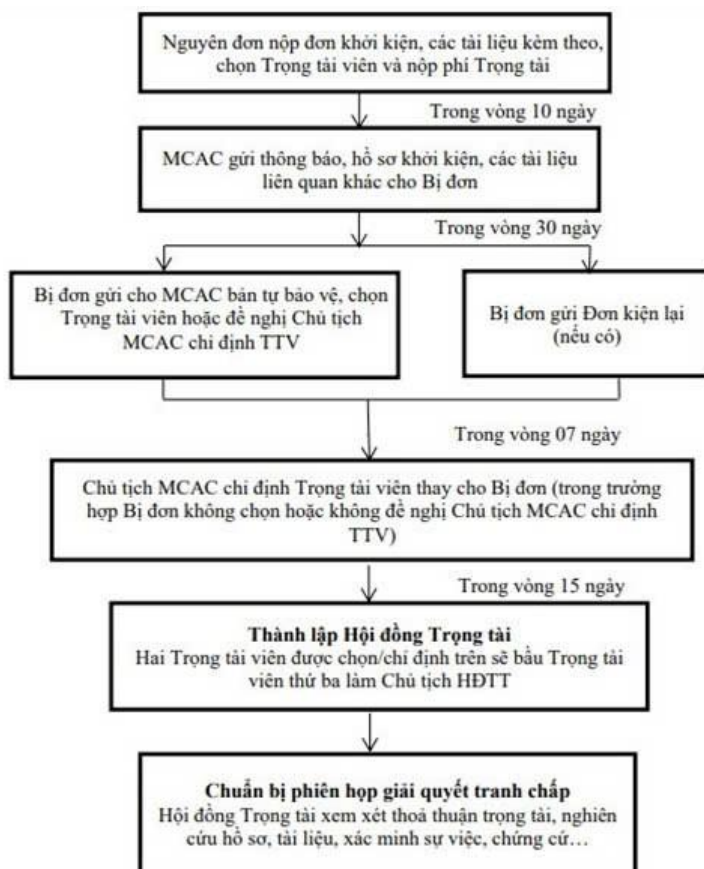 Nguyên đơn nộp đơn khởi kiện, các tài liệu kèm theo,
chọn Trọng tài viên và nộp phí Trọng tài
Trong vòng 10 ngày
MCAC gửi thông báo, hồ sơ khởi kiện, các tài liệu
liên quan khác cho Bị đơn
Trong vòng 30 ngày
Bị đơn gửi cho MCAC bản tự bảo vệ, chọn
Trọng tài viên hoặc đề nghị Chủ tịch
MCAC chỉ định TTV
Bị đơn gửi Đơn kiện lại
(nếu có)
Trong vòng 07 ngày
Chủ tịch MCAC chỉ định Trọng tài viên thay cho Bị đơn (trong trường
hợp Bị đơn không chọn hoặc không đề nghị Chủ tịch MCAC chỉ định
TTV)
Trong vòng 15 ngày
Thành lập Hội đồng Trọng tài
Hai Trọng tài viên được chọn/chỉ định trên sẽ bầu Trọng tài
viên thứ ba làm Chủ tịch HĐTT
Chuẩn bị phiên họp giải quyết tranh chấp
Hội đồng Trọng tài xem xét thoả thuận trọng tài, nghiên
cứu hồ sơ, tài liệu, xác minh sự việc, chứng cứ…